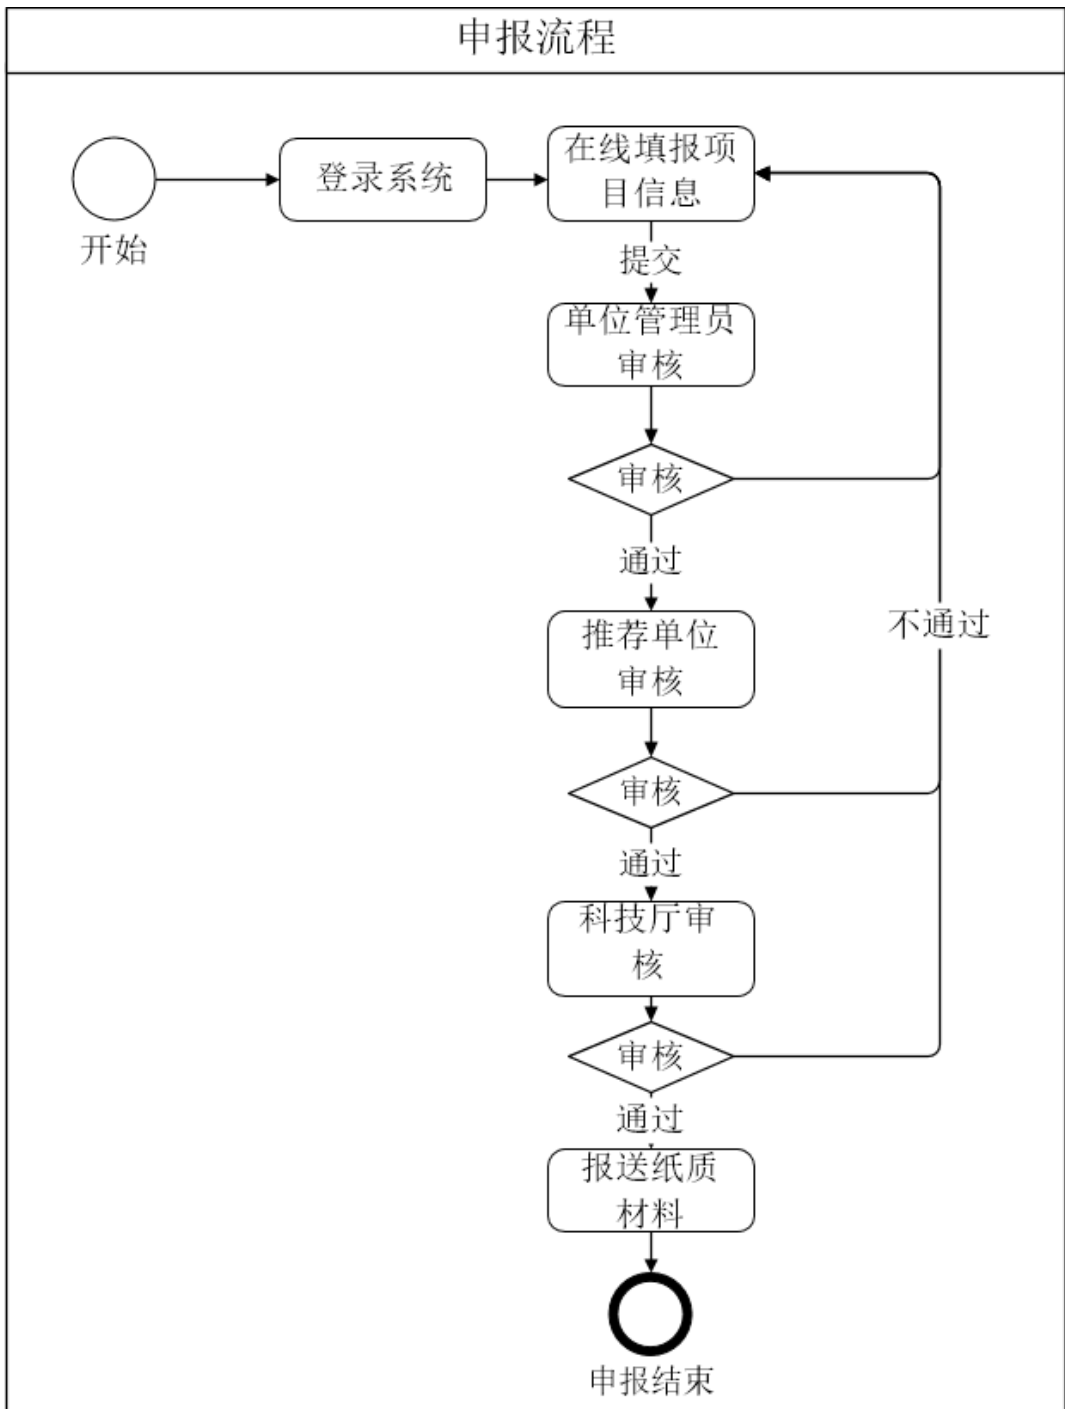 申报流程
登录系统
在线填报项
目信息
开始
提交
单位管理员
审核
审核
通过
不通过
推荐单位
审核
审核
通过
科技厅审
核
审核
通过
报送纸质
材料
申报结束